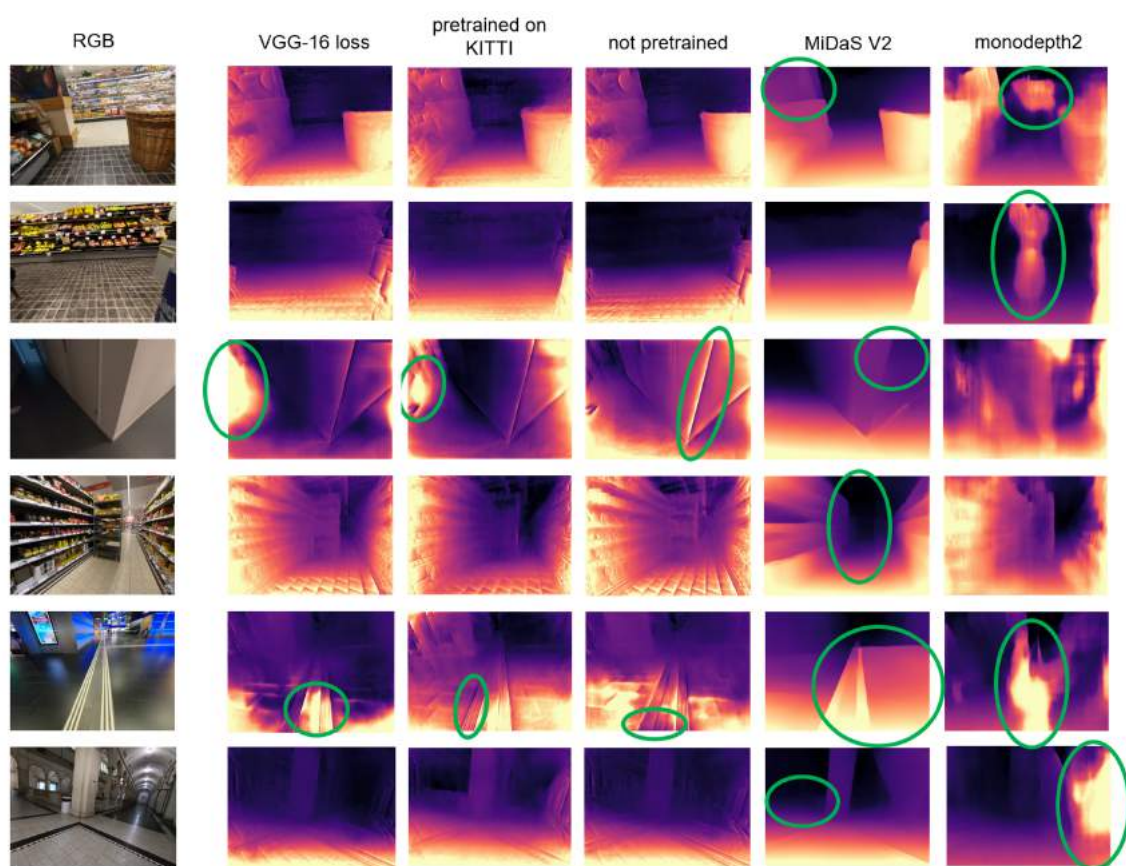 RGB
VGG-16 loss
pretrained on
KITTI
not pretrained
MiDaS V2
monodepth2